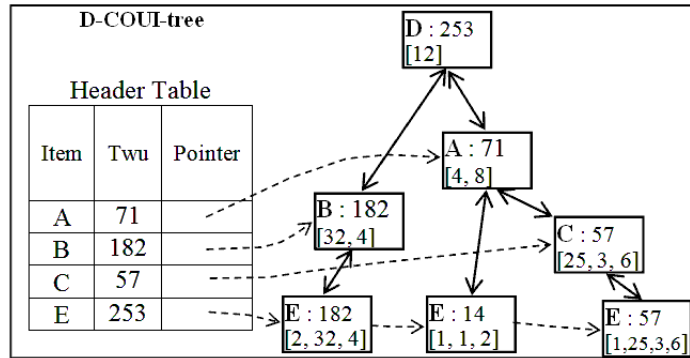 D-COUI-tree
Header Table
Item Twu Pointer
A 71
B 182
C 57
E 253
D : 253
[12]
A : 71
[4, 8]
B : 182
[32, 4]
C : 57
[25, 3, 6]
E : 182
[2, 32, 4]
E : 14
[1, 1, 2]
E : 57
[1,25,3,6]